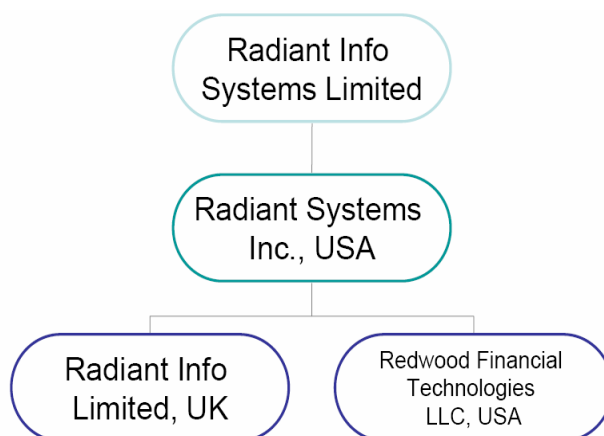 Radiant Info
Systems Limited
Radiant Systems
Inc., USA
Radiant Info
Limited, UK
Redwood Financial
Technologies
LLC, USA